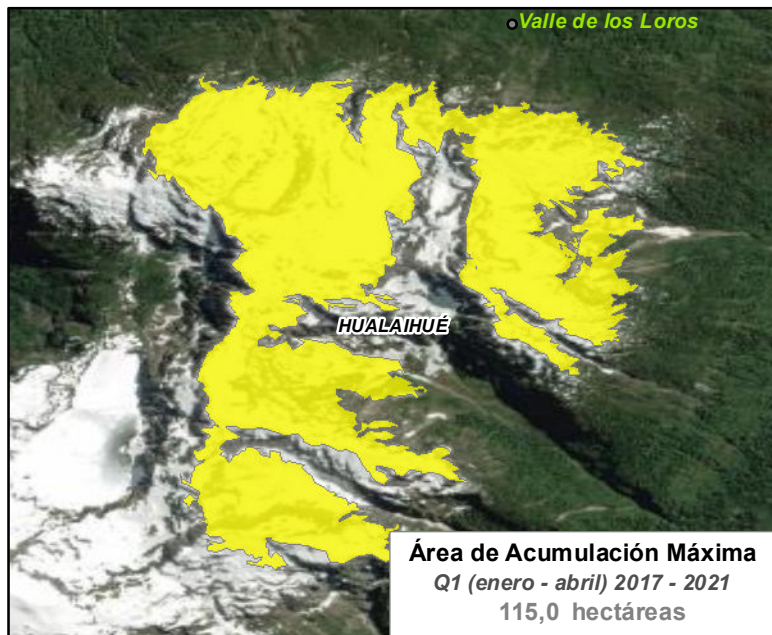 Valle de los Loros
HUALAIHUÉ
Área de Acumulación Máxima
Q1 (enero - abril) 2017 - 2021
115,0 hectáreas